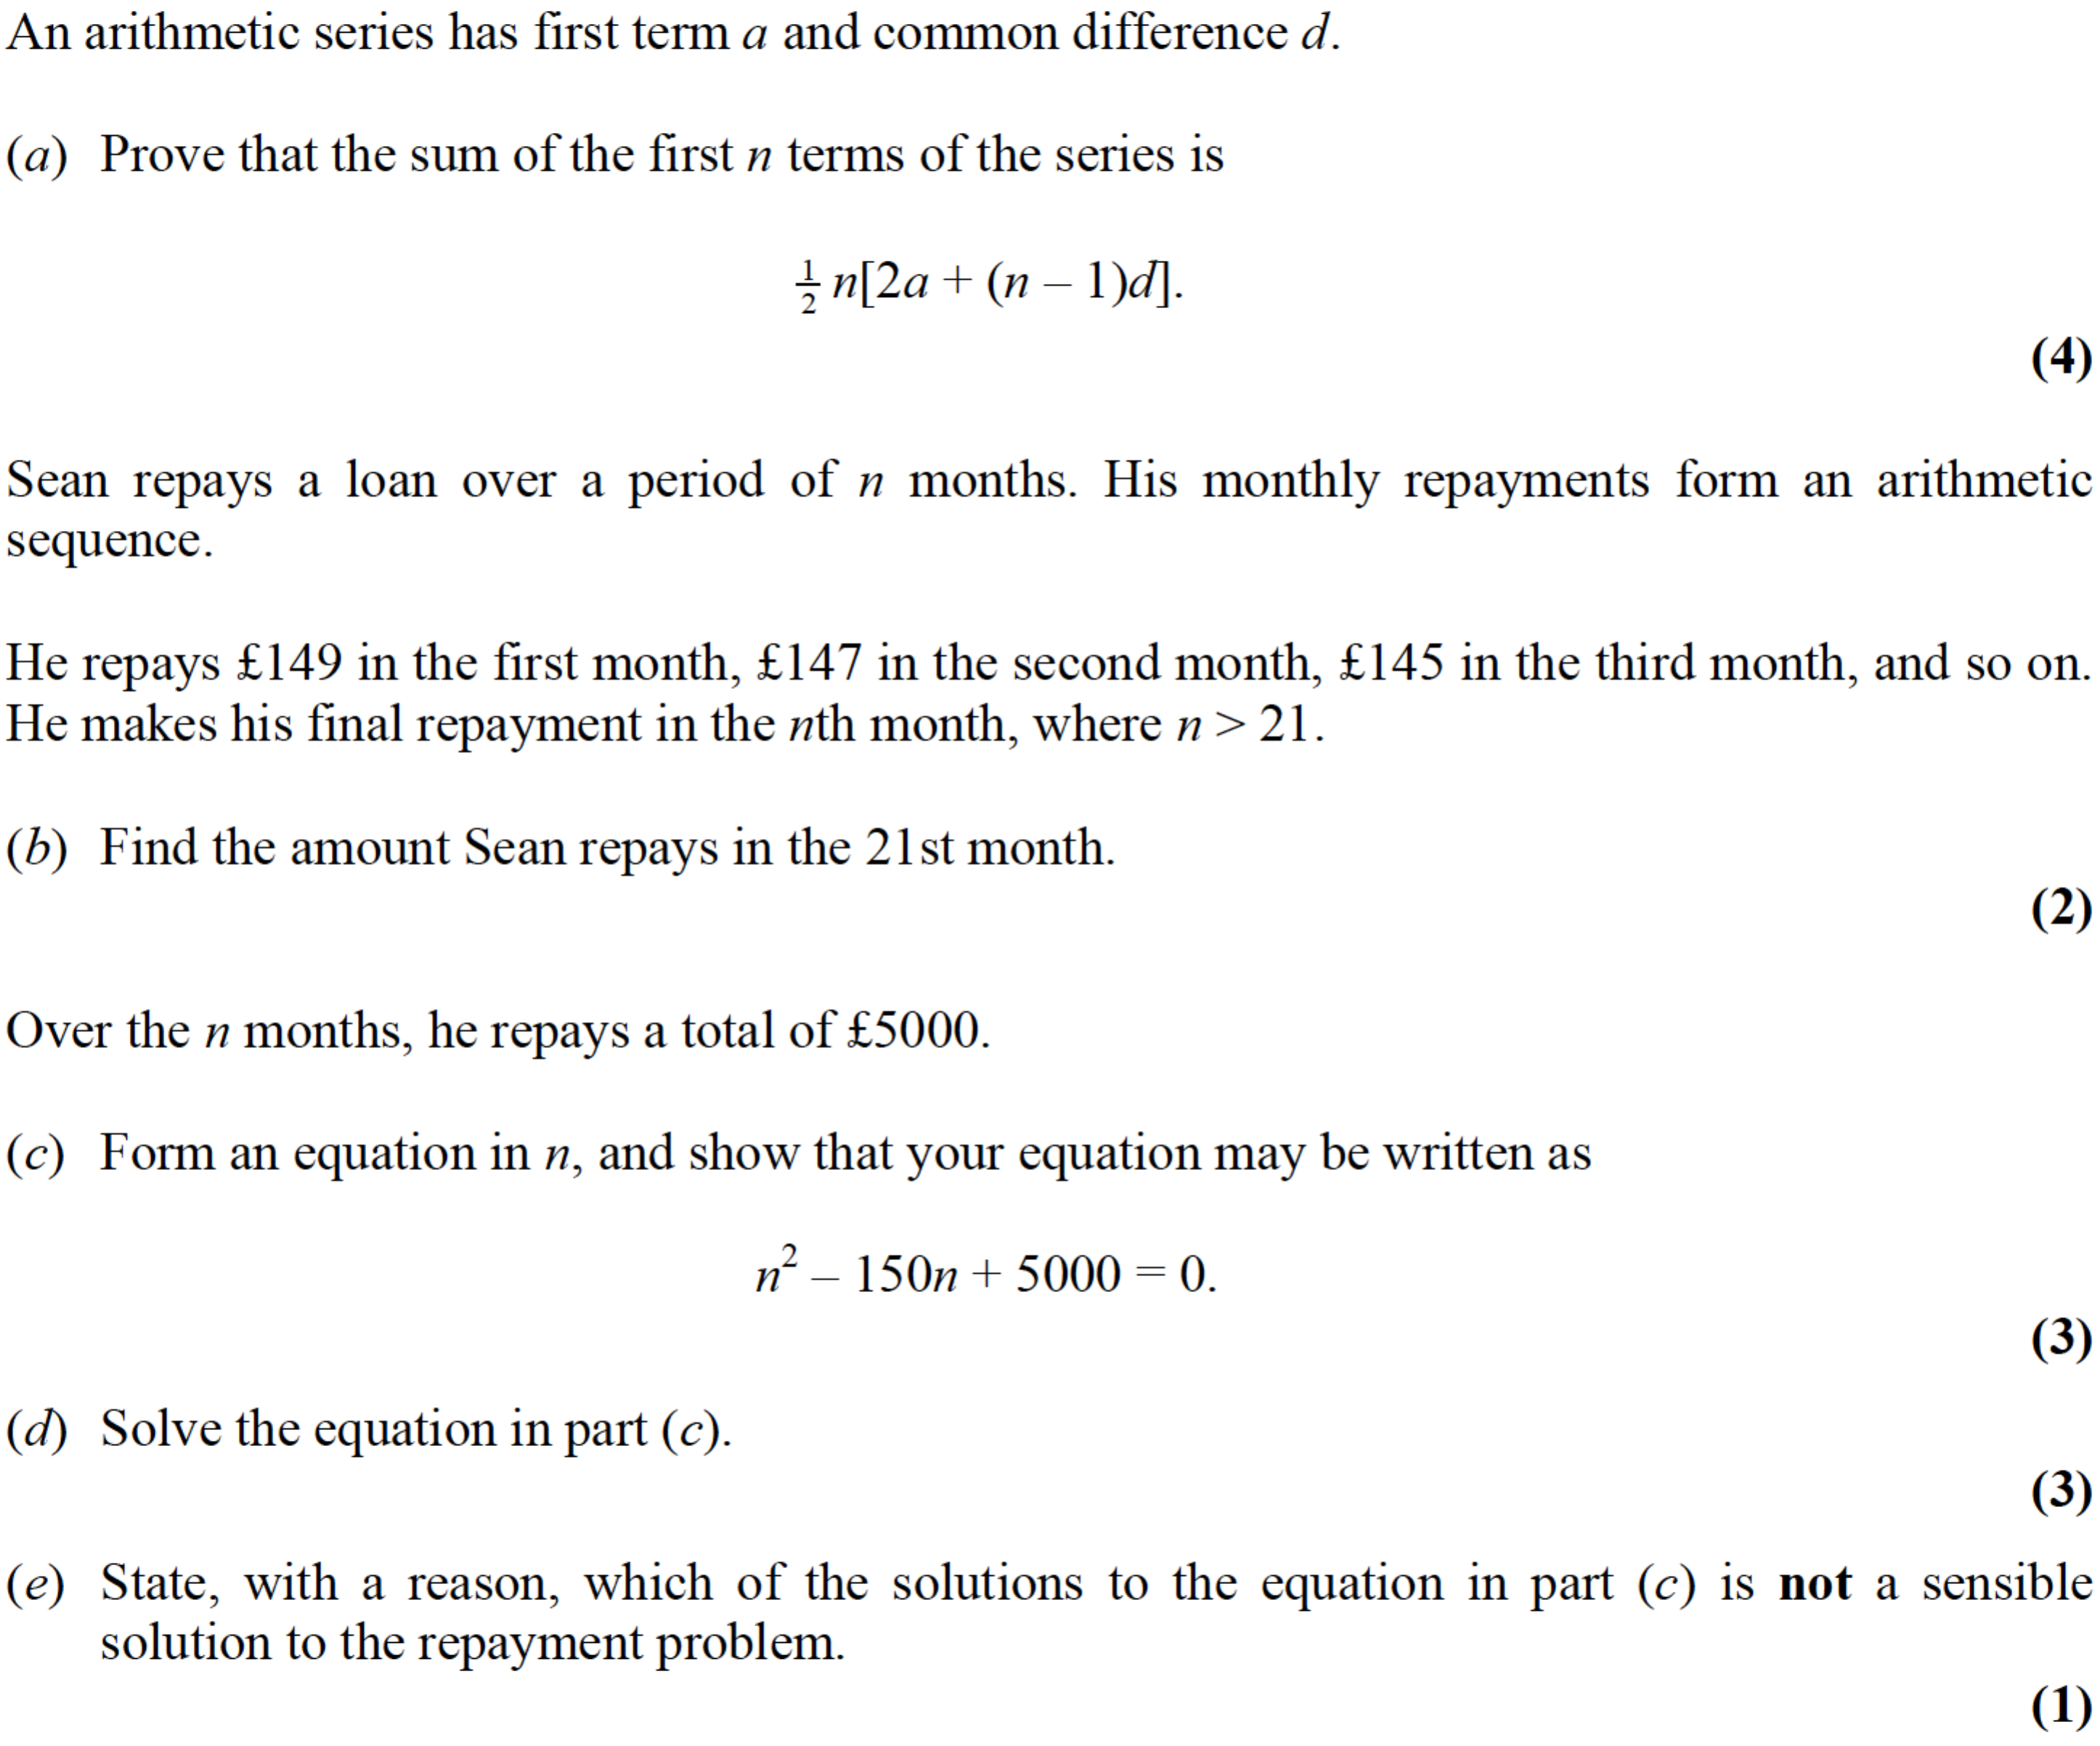 An arithmetic series has first term a and common difference d.
(a) Prove that the sum of the first n terms of the series is
½ n[2a + (n – 1)d].
(4)
Sean repays a loan over a period of n months. His monthly repayments form an arithmetic
sequence.
He repays £149 in the first month, £147 in the second month, £145 in the third month, and so on.
He makes his final repayment in the nth month, where n > 21.
(b) Find the amount Sean repays in the 21st month.
(2)
Over the n months, he repays a total of £5000.
(c) Form an equation in n, and show that your equation may be written as
n² – 150n + 5000 = 0.
(3)
(d) Solve the equation in part (c).
(3)
(e) State, with a reason, which of the solutions to the equation in part (c) is not a sensible
solution to the repayment problem.
(1)